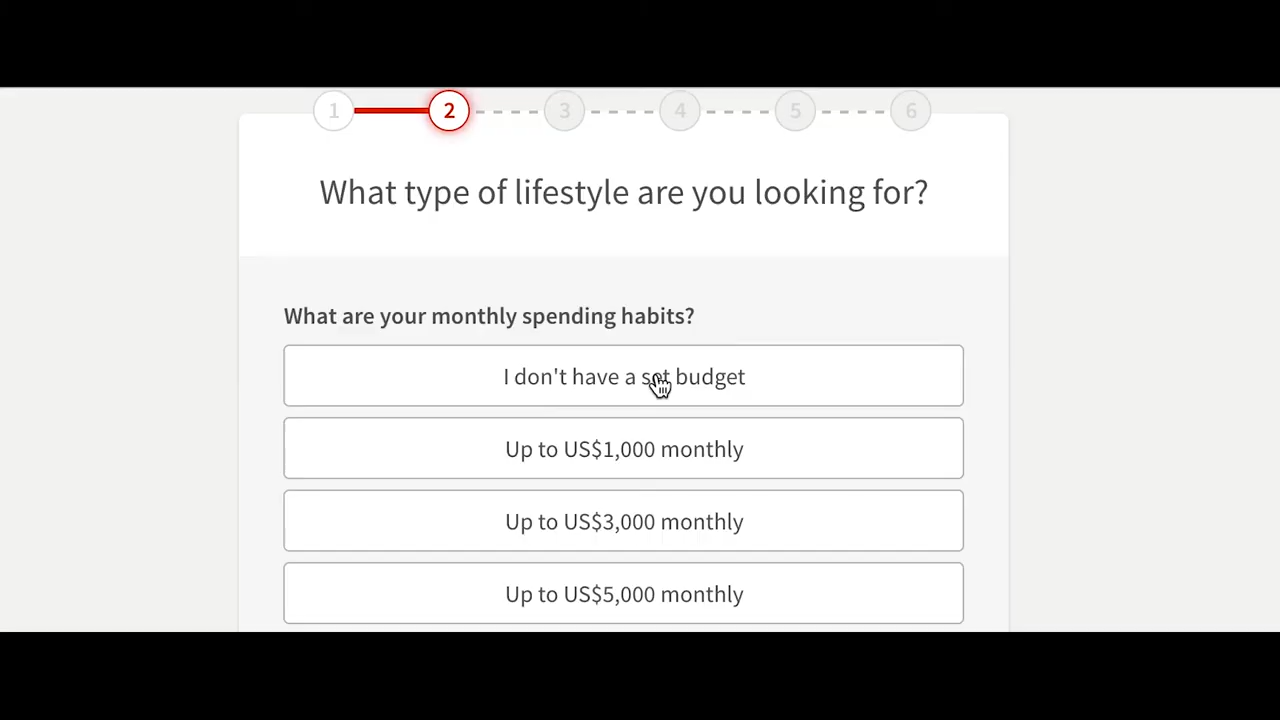 1 2 3 4 5 6
What type of lifestyle are you looking for?
What are your monthly spending habits?
I don't have a set budget
Up to US$1,000 monthly
Up to US$3,000 monthly
Up to US$5,000 monthly